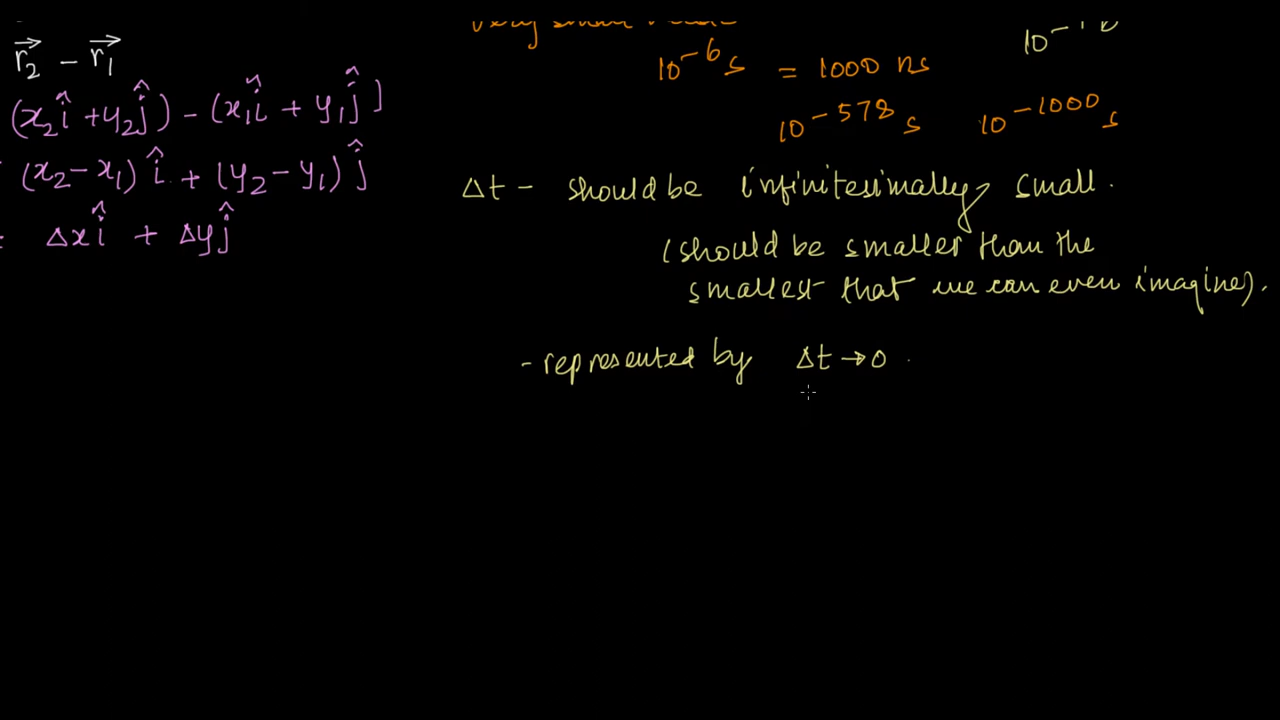 r₂⃗ − r₁⃗
(x₂î + y₂ĵ) − (x₁î + y₁ĵ]
(x₂ − x₁) î + (y₂ − y₁) ĵ
Δxî + Δyĵ
very small
10⁻⁶ s = 1000 ns
10⁻⁵⁷⁸ s 10⁻¹⁰⁰⁰ s
Δt − should be infinitesimally small.
(should be smaller than the
smallest that we can even imagine).
- represented by Δt → 0